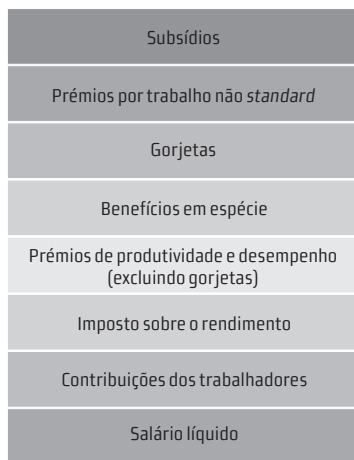 Subsídios
Prémios por trabalho não standard
Gorjetas
Benefícios em espécie
Prémios de produtividade e desempenho
(excluindo gorjetas)
Imposto sobre o rendimento
Contribuições dos trabalhadores
Salário líquido